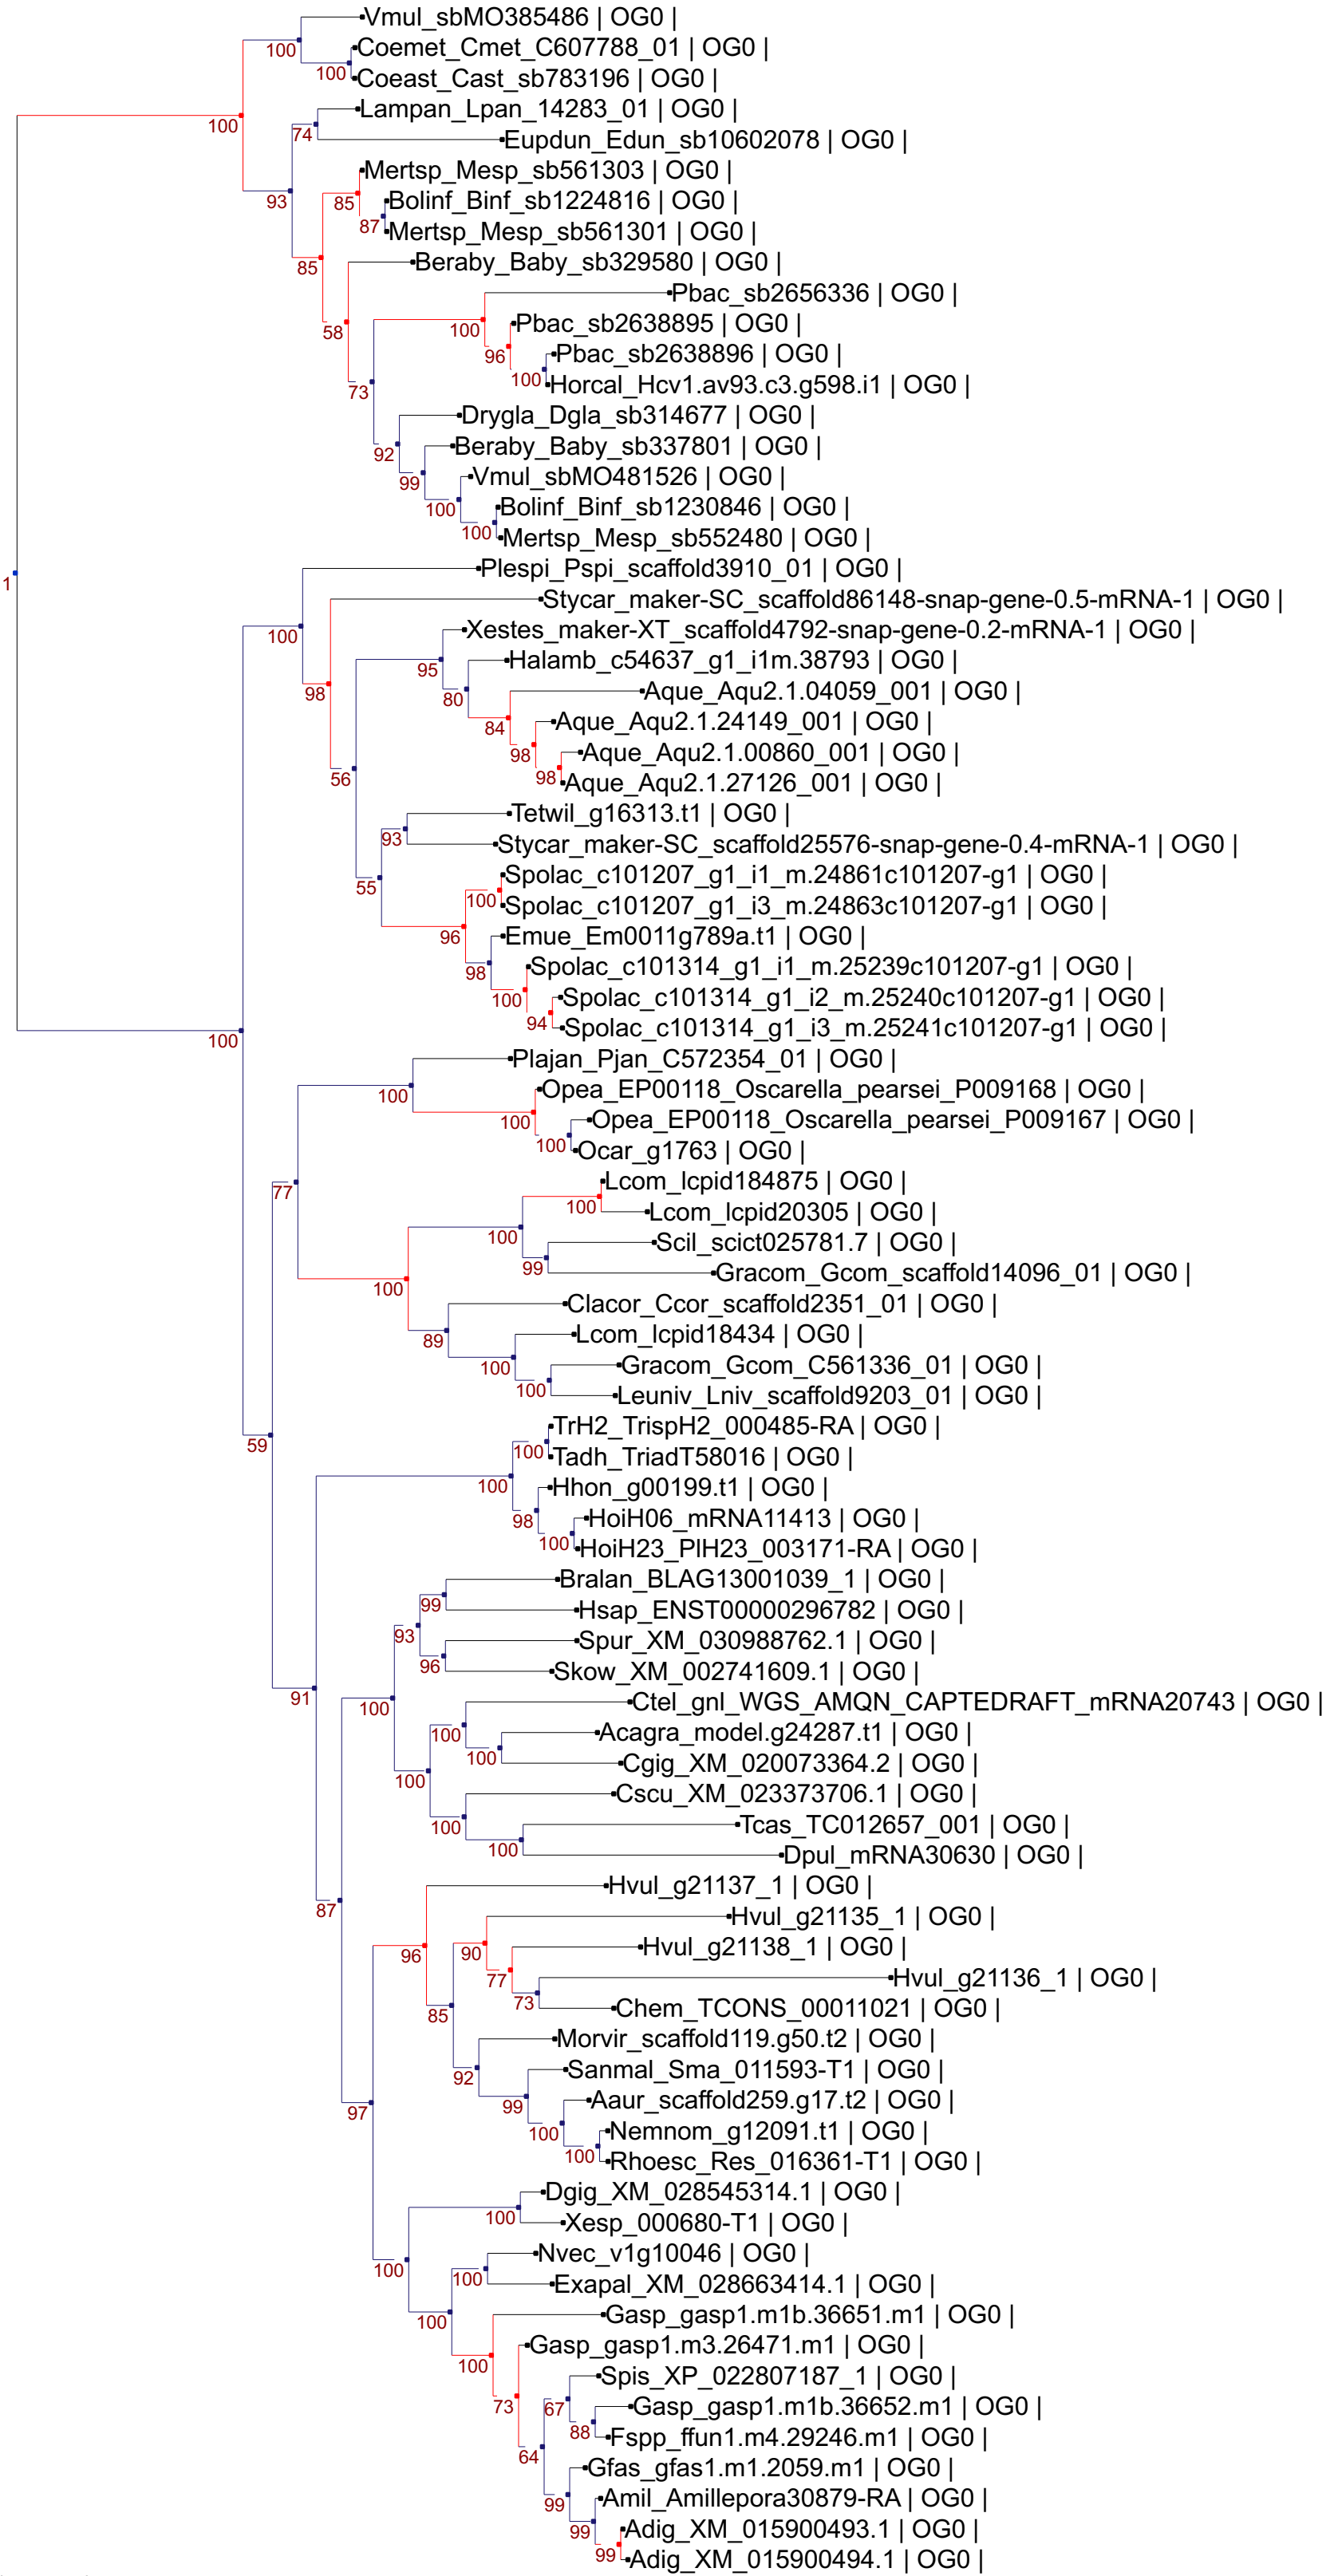 Vmul_sbMO385486 | OG0 |
100
Coemet_Cmet_C607788_01 | OG0 |
100
Coeast_Cast_sb783196 | OG0 |
Lampan_Lpan_14283_01 | OG0 |
100
74
Eupdun_Edun_sb10602078 | OG0 |
Mertsp_Mesp_sb561303 | OG0 |
93
85
Bolinf_Binf_sb1224816 | OG0 |
87
Mertsp_Mesp_sb561301 | OG0 |
85
Beraby_Baby_sb329580 | OG0 |
Pbac_sb2656336 | OG0 |
58
100
Pbac_sb2638895 | OG0 |
96
Pbac_sb2638896 | OG0 |
100
Horcal_Hcv1.av93.c3.g598.i1 | OG0 |
73
Drygla_Dgla_sb314677 | OG0 |
92
Beraby_Baby_sb337801 | OG0 |
99
Vmul_sbMO481526 | OG0 |
100
Bolinf_Binf_sb1230846 | OG0 |
100
Mertsp_Mesp_sb552480 | OG0 |
Plespi_Pspi_scaffold3910_01 | OG0 |
1
Stycar_maker-SC_scaffold86148-snap-gene-0.5-mRNA-1 | OG0 |
100
Xestes_maker-XT_scaffold4792-snap-gene-0.2-mRNA-1 | OG0 |
95
Halamb_c54637_g1_i1m.38793 | OG0 |
98
80
Aque_Aqu2.1.04059_001 | OG0 |
84
Aque_Aqu2.1.24149_001 | OG0 |
98
Aque_Aqu2.1.00860_001 | OG0 |
56
98
Aque_Aqu2.1.27126_001 | OG0 |
Tetwil_g16313.t1 | OG0 |
93
Stycar_maker-SC_scaffold25576-snap-gene-0.4-mRNA-1 | OG0 |
55
Spolac_c101207_g1_i1_m.24861c101207-g1 | OG0 |
100
Spolac_c101207_g1_i3_m.24863c101207-g1 | OG0 |
96
Emue_Em0011g789a.t1 | OG0 |
98
Spolac_c101314_g1_i1_m.25239c101207-g1 | OG0 |
100
Spolac_c101314_g1_i2_m.25240c101207-g1 | OG0 |
94
Spolac_c101314_g1_i3_m.25241c101207-g1 | OG0 |
100
Plajan_Pjan_C572354_01 | OG0 |
100
Opea_EP00118_Oscarella_pearsei_P009168 | OG0 |
100
Opea_EP00118_Oscarella_pearsei_P009167 | OG0 |
100
Ocar_g1763 | OG0 |
77
Lcom_lcpid184875 | OG0 |
100
Lcom_lcpid20305 | OG0 |
100
Scil_scict025781.7 | OG0 |
99
Gracom_Gcom_scaffold14096_01 | OG0 |
100
Clacor_Ccor_scaffold2351_01 | OG0 |
89
Lcom_lcpid18434 | OG0 |
100
Gracom_Gcom_C561336_01 | OG0 |
100
Leuniv_Lniv_scaffold9203_01 | OG0 |
59
TrH2_TrispH2_000485-RA | OG0 |
100
Tadh_TriadT58016 | OG0 |
100
Hhon_g00199.t1 | OG0 |
98
HoiH06_mRNA11413 | OG0 |
100
HoiH23_PlH23_003171-RA | OG0 |
Bralan_BLAG13001039_1 | OG0 |
99
Hsap_ENST00000296782 | OG0 |
93
Spur_XM_030988762.1 | OG0 |
96
Skow_XM_002741609.1 | OG0 |
91
100
Ctel_gnl_WGS_AMQN_CAPTEDRAFT_mRNA20743 | OG0 |
100
Acagra_model.g24287.t1 | OG0 |
100
Cgig_XM_020073364.2 | OG0 |
100
Cscu_XM_023373706.1 | OG0 |
100
Tcas_TC012657_001 | OG0 |
100
Dpul_mRNA30630 | OG0 |
Hvul_g21137_1 | OG0 |
87
Hvul_g21135_1 | OG0 |
96
90
Hvul_g21138_1 | OG0 |
77
Hvul_g21136_1 | OG0 |
73
Chem_TCONS_00011021 | OG0 |
85
Morvir_scaffold119.g50.t2 | OG0 |
92
Sanmal_Sma_011593-T1 | OG0 |
99
Aaur_scaffold259.g17.t2 | OG0 |
97
100
Nemnom_g12091.t1 | OG0 |
100
Rhoesc_Res_016361-T1 | OG0 |
Dgig_XM_028545314.1 | OG0 |
100
Xesp_000680-T1 | OG0 |
Nvec_v1g10046 | OG0 |
100
100
Exapal_XM_028663414.1 | OG0 |
100
Gasp_gasp1.m1b.36651.m1 | OG0 |
Gasp_gasp1.m3.26471.m1 | OG0 |
100
Spis_XP_022807187_1 | OG0 |
73
67
Gasp_gasp1.m1b.36652.m1 | OG0 |
88
Fspp_ffun1.m4.29246.m1 | OG0 |
64
Gfas_gfas1.m1.2059.m1 | OG0 |
99
Amil_Amillepora30879-RA | OG0 |
99
Adig_XM_015900493.1 | OG0 |
99
Adig_XM_015900494.1 | OG0 |